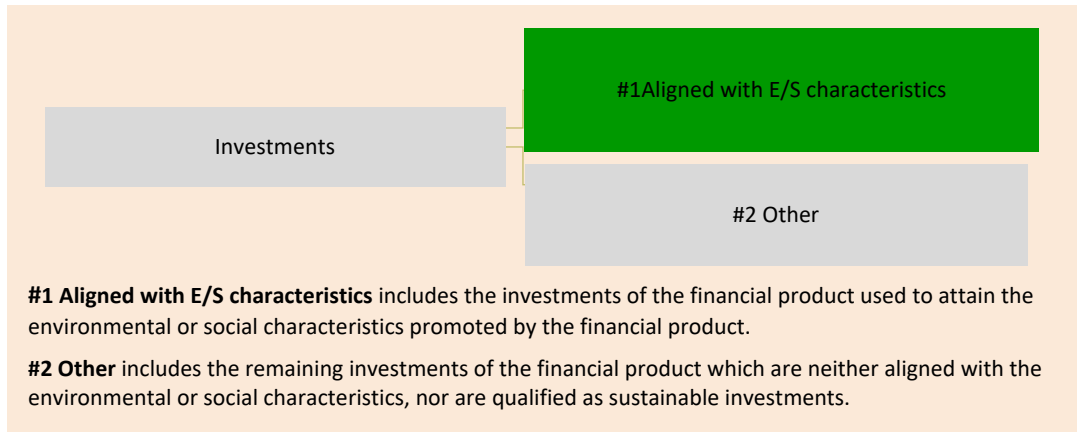 #1Aligned with E/S characteristics
Investments
#2 Other
#1 Aligned with E/S characteristics includes the investments of the financial product used to attain the
environmental or social characteristics promoted by the financial product.
#2 Other includes the remaining investments of the financial product which are neither aligned with the
environmental or social characteristics, nor are qualified as sustainable investments.